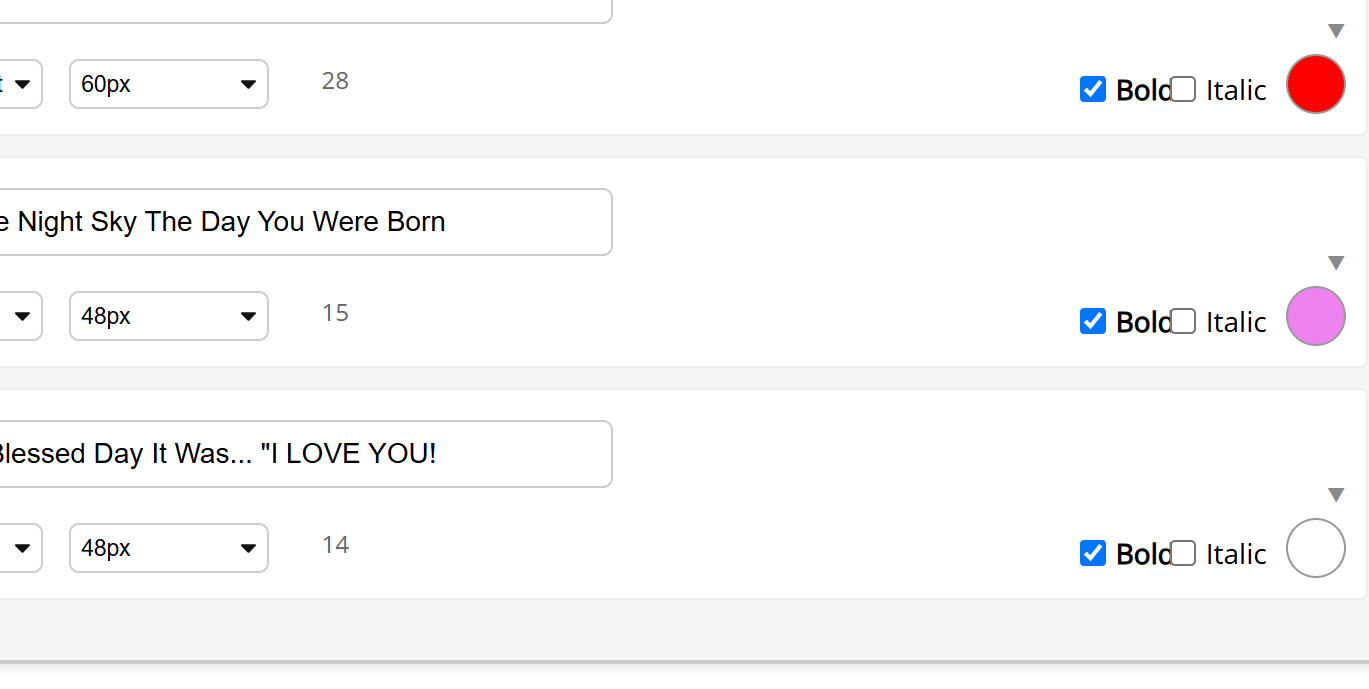 60px 28 Bold Italic
Night Sky The Day You Were Born
48px 15 Bold Italic
Blessed Day It Was... "I LOVE YOU!
48px 14 Bold Italic